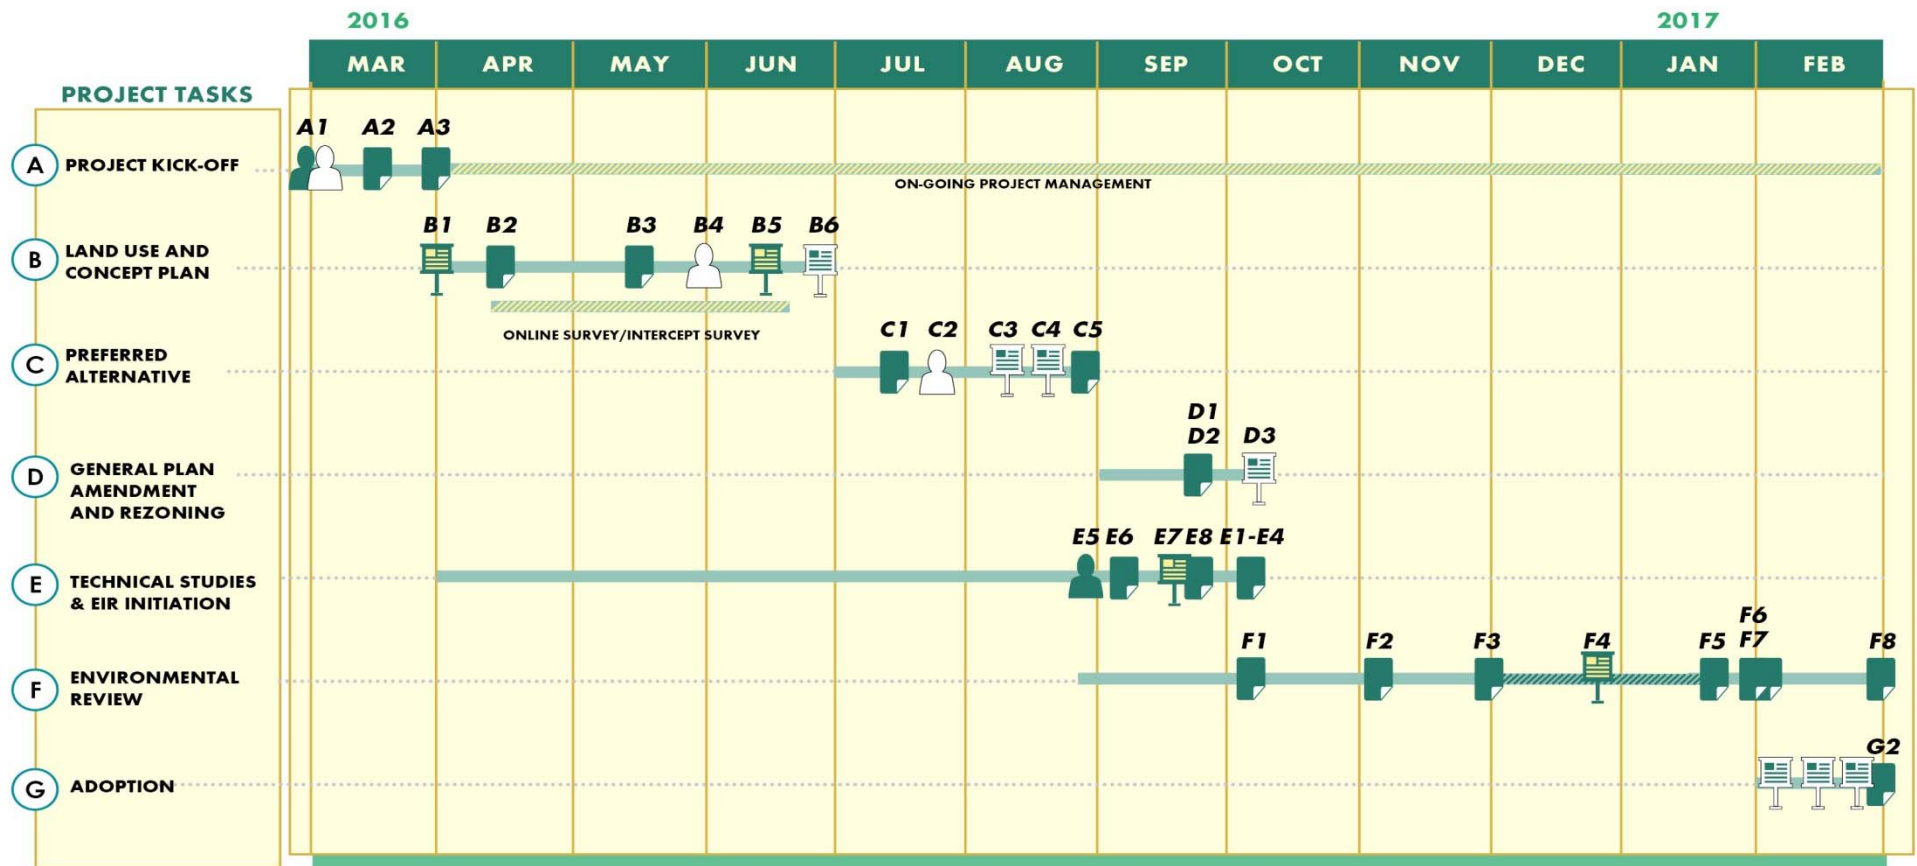 2016
2017
MAR APR MAY JUN JUL AUG SEP OCT NOV DEC JAN FEB
PROJECT TASKS
A1 A2 A3
A PROJECT KICK-OFF
ON-GOING PROJECT MANAGEMENT
B1 B2 B3 B4 B5 B6
B LAND USE AND
CONCEPT PLAN
ONLINE SURVEY/INTERCEPT SURVEY
C1 C2 C3 C4 C5
C PREFERRED
ALTERNATIVE
D1
D2 D3
D GENERAL PLAN
AMENDMENT
AND REZONING
E5 E6 E7 E8 E1-E4
E TECHNICAL STUDIES
& EIR INITIATION
F6
F1 F2 F3 F4 F5 F7 F8
F ENVIRONMENTAL
REVIEW
G2
G ADOPTION